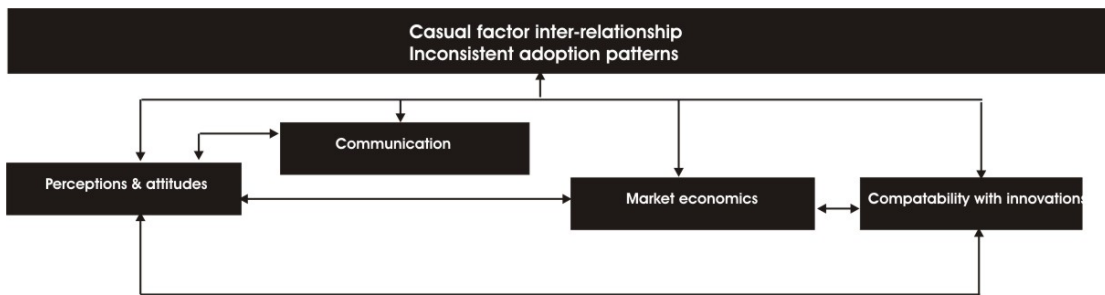 Casual factor inter-relationship
Inconsistent adoption patterns
Communication
Perceptions & attitudes
Market economics
Compatability with innovations